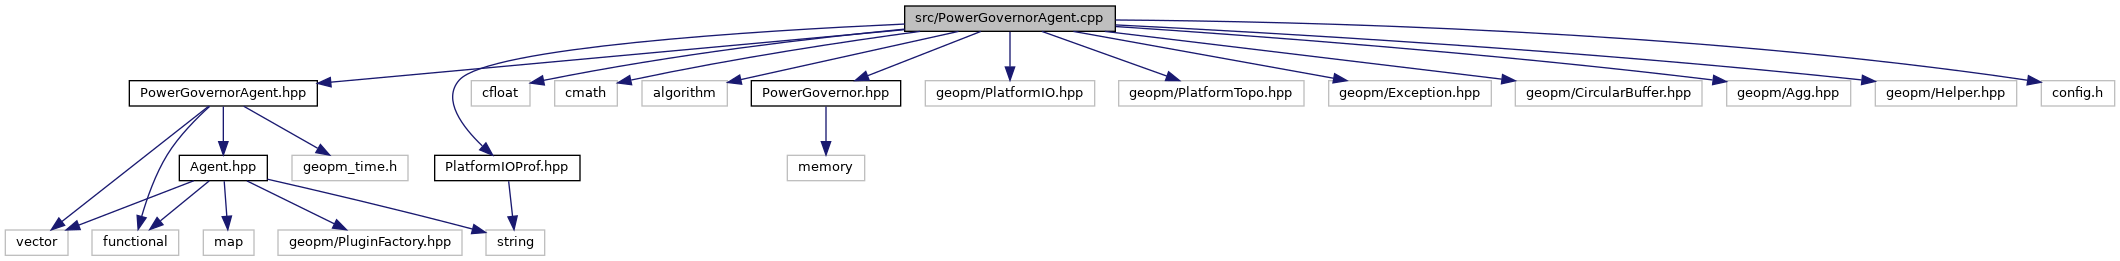 src/PowerGovernorAgent.cpp
PowerGovernorAgent.hpp
cfloat
cmath
algorithm
PowerGovernor.hpp
geopm/PlatformIO.hpp
geopm/PlatformTopo.hpp
geopm/Exception.hpp
geopm/CircularBuffer.hpp
geopm/Agg.hpp
geopm/Helper.hpp
config.h
Agent.hpp
geopm_time.h
PlatformIOProf.hpp
memory
vector
functional
map
geopm/PluginFactory.hpp
string